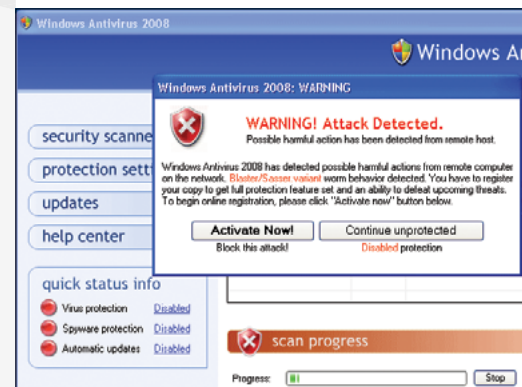 Windows Antivirus 2008
Windows A
Windows Antivirus 2008: WARNING
WARNING! Attack Detected.
Possible harmful action has been detected from remote host.
Windows Antivirus 2008 has detected possible harmful actions from remote computer
on the network. Blaster/Sasser variant worm behavior detected. You have to register
your copy to get full protection feature set and an ability to defeat upcoming threats.
To begin online registration, please click "Activate now" button below.
Activate Now!
Continue unprotected
Block this attack!
Disabled protection
security scanne
protection sett
updates
help center
quick status info
Virus protection Disabled
Spyware protection Disabled
Automatic updates Disabled
scan progress
Progress:
Stop